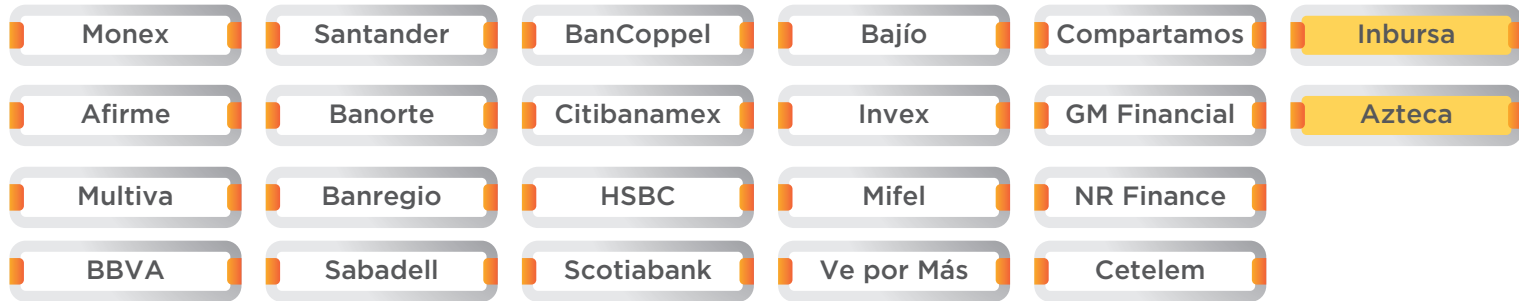 Monex Santander BanCoppel Bajío Compartamos Inbursa
Afirme Banorte Citibanamex Invex GM Financial Azteca
Multiva Banregio HSBC Mifel NR Finance
BBVA Sabadell Scotiabank Ve por Más Cetelem